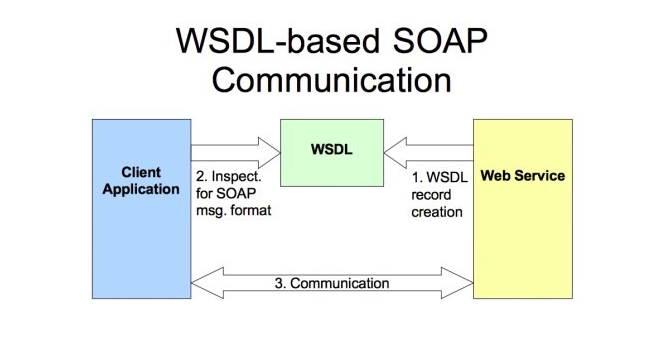 WSDL-based SOAP
Communication
Client
Application
2. Inspect.
for SOAP
msg. format
WSDL
1. WSDL
record
creation
Web Service
3. Communication